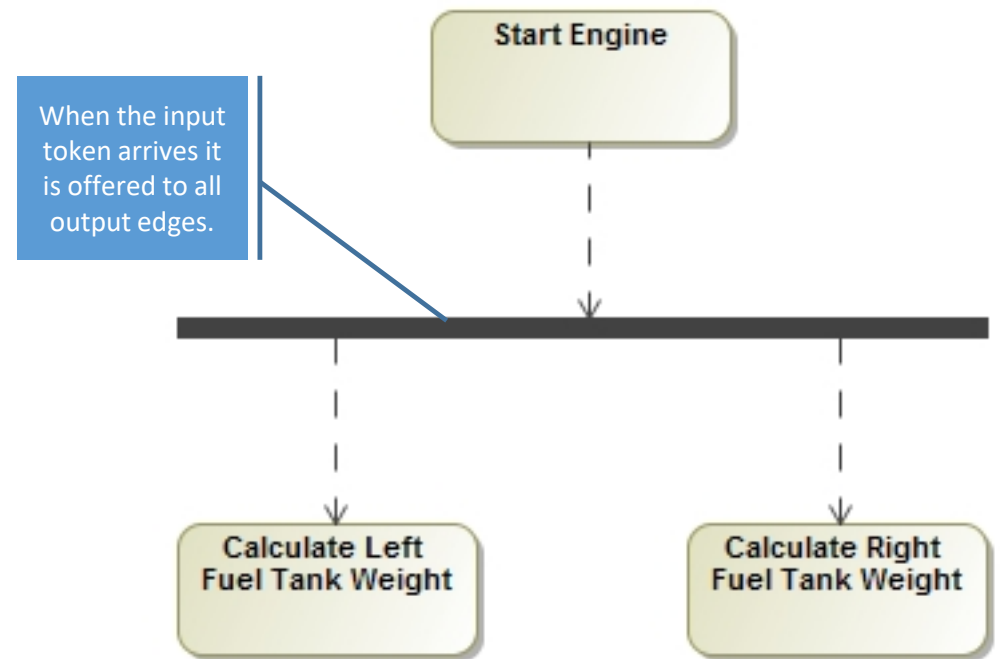 Start Engine
When the input
token arrives it
is offered to all
output edges.
Calculate Left
Fuel Tank Weight
Calculate Right
Fuel Tank Weight